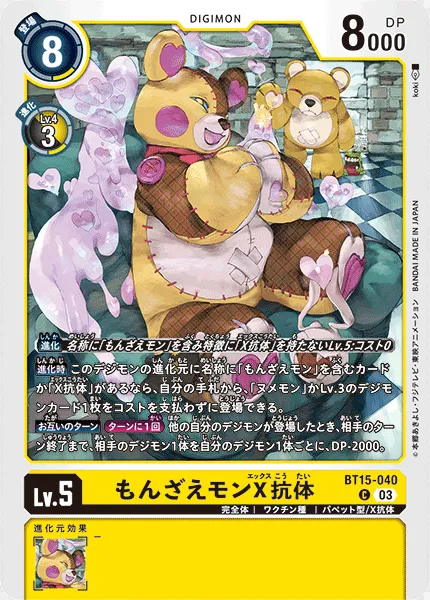 登場
8
DIGIMON
8000
DP
進化
Lv.4
3
koki
進化 名称に「もんざえモン」を含み特徴に「X抗体」を持たないLv.5:コスト0
進化時 このデジモンの進化元に名称に「もんざえモン」を含むカード
か「X抗体」があるなら、自分の手札から、「ヌメモン」かLv.3のデジモ
ンカード1枚をコストを支払わずに登場できる。
お互いのターン ターンに1回 他の自分のデジモンが登場したとき、相手のター
ン終了まで、相手のデジモン1体を自分のデジモン1体ごとに、DP-2000。
©本郷あきよし・フジテレビ・東映アニメーション BANDAI MADE IN JAPAN
Lv.5
もんざえモンX抗体
エックス こう たい
BT15-040
C 03
完全体 | ワクチン種 | パペット型/X抗体
進化元効果
-